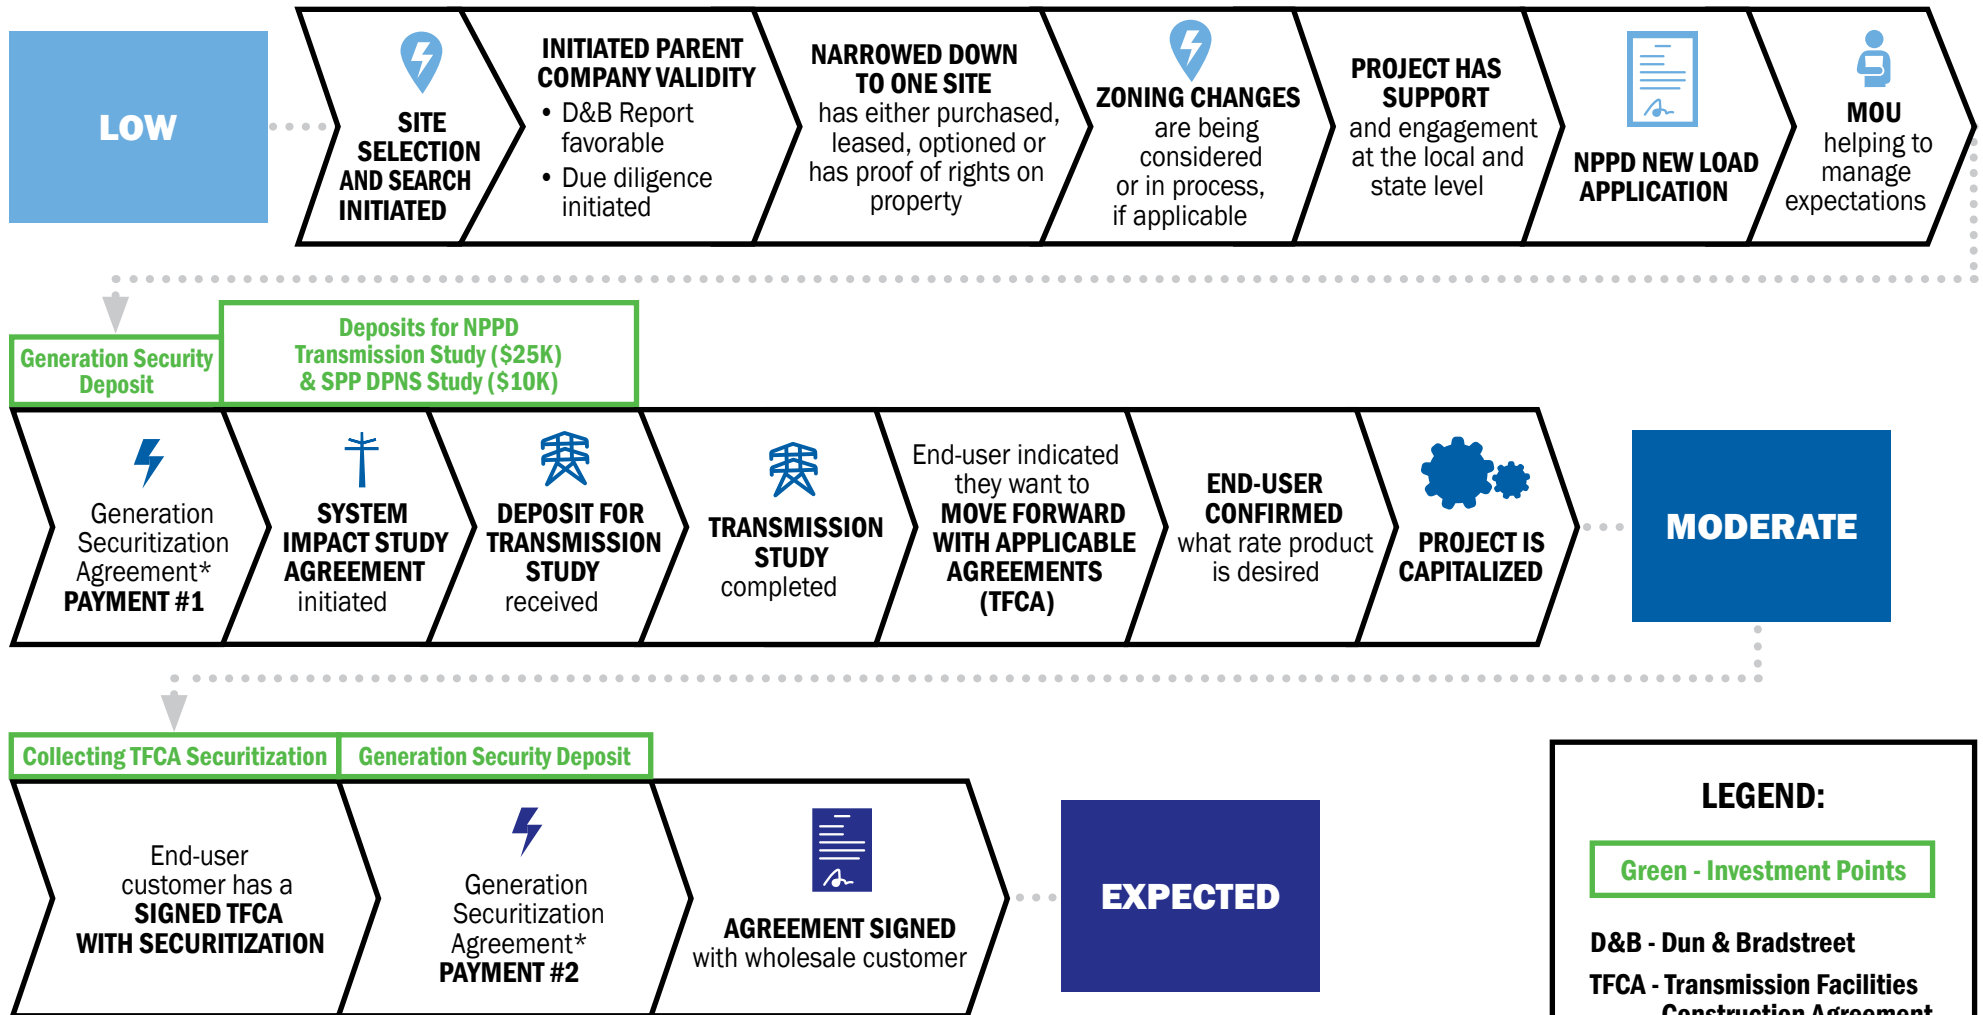 LOW
SITE
SELECTION
AND SEARCH
INITIATED
INITIATED PARENT
COMPANY VALIDITY
• D&B Report
favorable
• Due diligence
initiated
NARROWED DOWN
TO ONE SITE
has either purchased,
leased, optioned or
has proof of rights on
property
ZONING CHANGES
are being
considered
or in process,
if applicable
PROJECT HAS
SUPPORT
and engagement
at the local and
state level
NPPD NEW LOAD
APPLICATION
MOU
helping to
manage
expectations
Generation Security
Deposit
Deposits for NPPD
Transmission Study ($25K)
& SPP DPNS Study ($10K)
Generation
Securitization
Agreement*
PAYMENT #1
SYSTEM
IMPACT STUDY
AGREEMENT
initiated
DEPOSIT FOR
TRANSMISSION
STUDY
received
TRANSMISSION
STUDY
completed
End-user indicated
they want to
MOVE FORWARD
WITH APPLICABLE
AGREEMENTS
(TFCA)
END-USER
CONFIRMED
what rate product
is desired
PROJECT IS
CAPITALIZED
MODERATE
Collecting TFCA Securitization
Generation Security Deposit
End-user
customer has a
SIGNED TFCA
WITH SECURITIZATION
Generation
Securitization
Agreement*
PAYMENT #2
AGREEMENT SIGNED
with wholesale customer
EXPECTED
LEGEND:
Green - Investment Points
D&B - Dun & Bradstreet
TFCA - Transmission Facilities
Construction Agreement